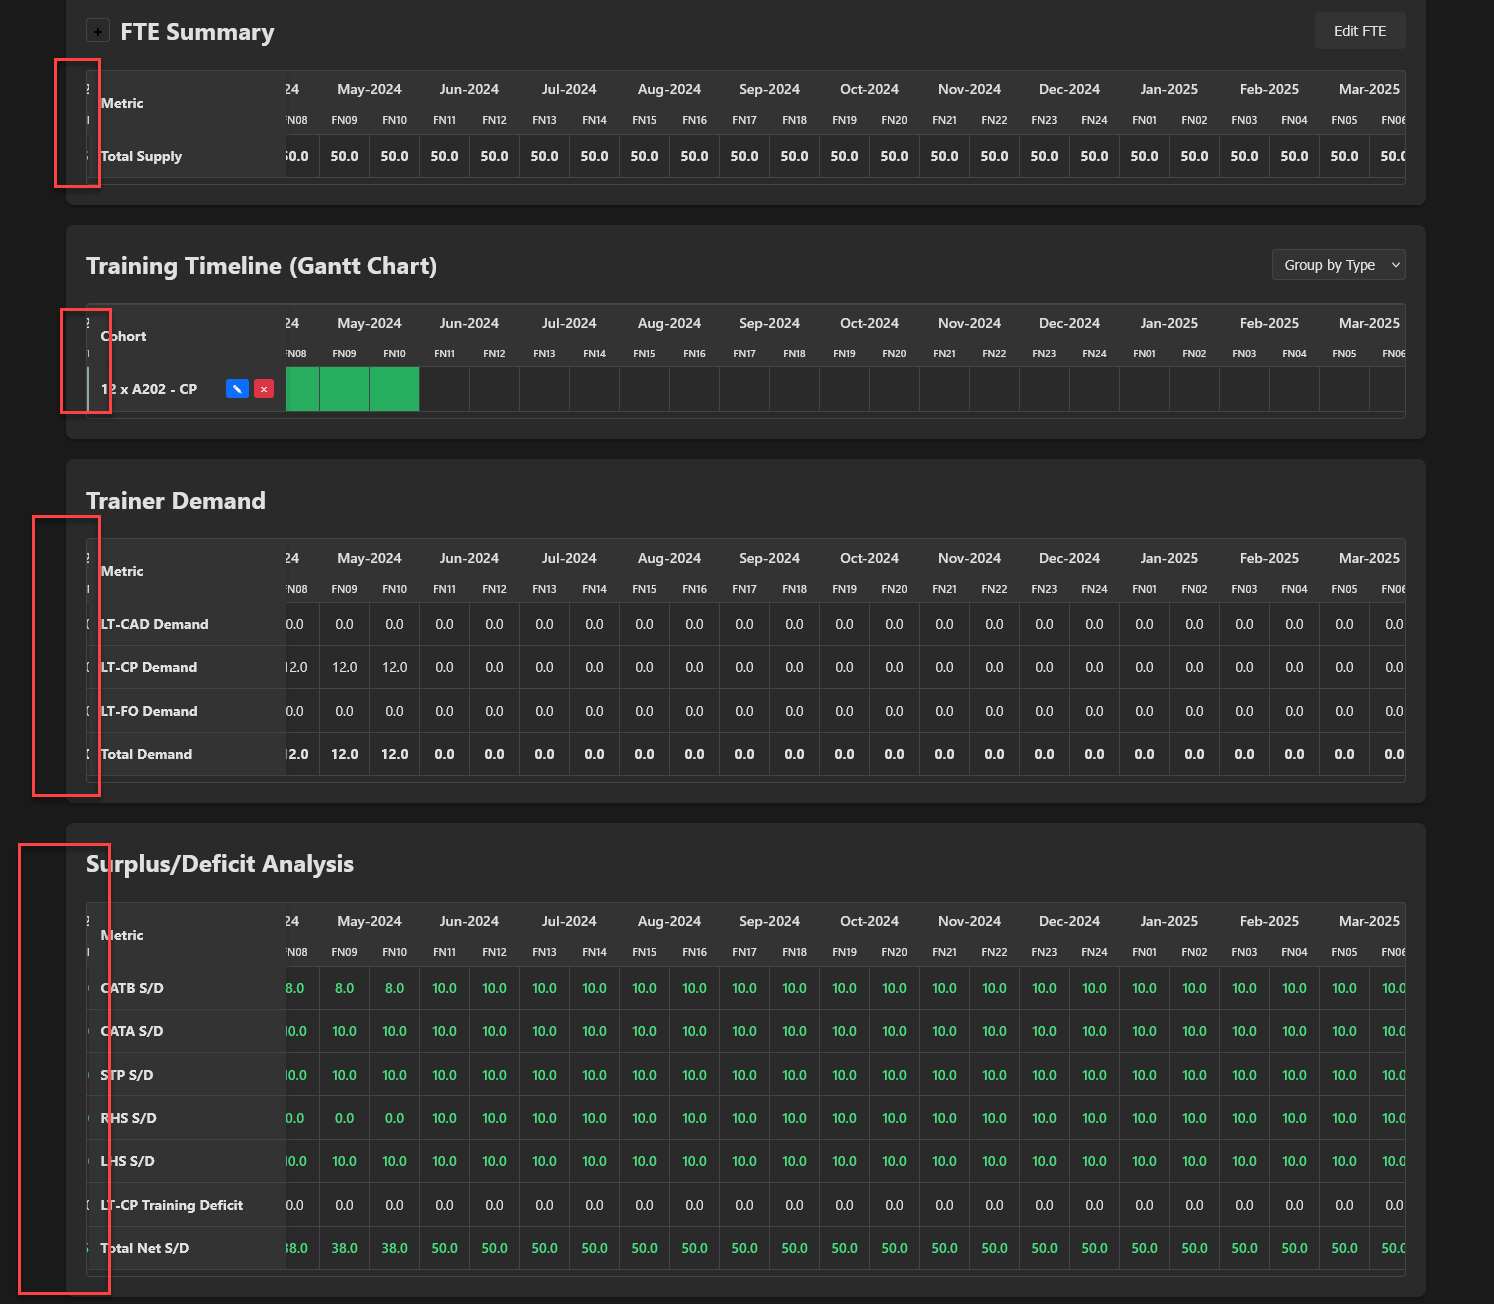 + FTE Summary Edit FTE
Metric 24 May-2024 Jun-2024 Jul-2024 Aug-2024 Sep-2024 Oct-2024 Nov-2024 Dec-2024 Jan-2025 Feb-2025 Mar-2025
FN08 FN09 FN10 FN11 FN12 FN13 FN14 FN15 FN16 FN17 FN18 FN19 FN20 FN21 FN22 FN23 FN24 FN01 FN02 FN03 FN04 FN05 FN06
Total Supply 50.0 50.0 50.0 50.0 50.0 50.0 50.0 50.0 50.0 50.0 50.0 50.0 50.0 50.0 50.0 50.0 50.0 50.0 50.0 50.0 50.0 50.0 50.0
Training Timeline (Gantt Chart) Group by Type
Cohort 24 May-2024 Jun-2024 Jul-2024 Aug-2024 Sep-2024 Oct-2024 Nov-2024 Dec-2024 Jan-2025 Feb-2025 Mar-2025
FN08 FN09 FN10 FN11 FN12 FN13 FN14 FN15 FN16 FN17 FN18 FN19 FN20 FN21 FN22 FN23 FN24 FN01 FN02 FN03 FN04 FN05 FN06
12 x A202 - CP ×
Trainer Demand
Metric 24 May-2024 Jun-2024 Jul-2024 Aug-2024 Sep-2024 Oct-2024 Nov-2024 Dec-2024 Jan-2025 Feb-2025 Mar-2025
FN08 FN09 FN10 FN11 FN12 FN13 FN14 FN15 FN16 FN17 FN18 FN19 FN20 FN21 FN22 FN23 FN24 FN01 FN02 FN03 FN04 FN05 FN06
LT-CAD Demand 0.0 0.0 0.0 0.0 0.0 0.0 0.0 0.0 0.0 0.0 0.0 0.0 0.0 0.0 0.0 0.0 0.0 0.0 0.0 0.0 0.0 0.0 0.0
LT-CP Demand 12.0 12.0 12.0 0.0 0.0 0.0 0.0 0.0 0.0 0.0 0.0 0.0 0.0 0.0 0.0 0.0 0.0 0.0 0.0 0.0 0.0 0.0 0.0
LT-FO Demand 0.0 0.0 0.0 0.0 0.0 0.0 0.0 0.0 0.0 0.0 0.0 0.0 0.0 0.0 0.0 0.0 0.0 0.0 0.0 0.0 0.0 0.0 0.0
Total Demand 12.0 12.0 12.0 0.0 0.0 0.0 0.0 0.0 0.0 0.0 0.0 0.0 0.0 0.0 0.0 0.0 0.0 0.0 0.0 0.0 0.0 0.0 0.0
Surplus/Deficit Analysis
Metric 24 May-2024 Jun-2024 Jul-2024 Aug-2024 Sep-2024 Oct-2024 Nov-2024 Dec-2024 Jan-2025 Feb-2025 Mar-2025
FN08 FN09 FN10 FN11 FN12 FN13 FN14 FN15 FN16 FN17 FN18 FN19 FN20 FN21 FN22 FN23 FN24 FN01 FN02 FN03 FN04 FN05 FN06
CATB S/D 8.0 8.0 8.0 10.0 10.0 10.0 10.0 10.0 10.0 10.0 10.0 10.0 10.0 10.0 10.0 10.0 10.0 10.0 10.0 10.0 10.0 10.0 10.0
CATA S/D 10.0 10.0 10.0 10.0 10.0 10.0 10.0 10.0 10.0 10.0 10.0 10.0 10.0 10.0 10.0 10.0 10.0 10.0 10.0 10.0 10.0 10.0 10.0
STP S/D 10.0 10.0 10.0 10.0 10.0 10.0 10.0 10.0 10.0 10.0 10.0 10.0 10.0 10.0 10.0 10.0 10.0 10.0 10.0 10.0 10.0 10.0 10.0
RHS S/D 0.0 0.0 0.0 10.0 10.0 10.0 10.0 10.0 10.0 10.0 10.0 10.0 10.0 10.0 10.0 10.0 10.0 10.0 10.0 10.0 10.0 10.0 10.0
LHS S/D 10.0 10.0 10.0 10.0 10.0 10.0 10.0 10.0 10.0 10.0 10.0 10.0 10.0 10.0 10.0 10.0 10.0 10.0 10.0 10.0 10.0 10.0 10.0
LT-CP Training Deficit 0.0 0.0 0.0 0.0 0.0 0.0 0.0 0.0 0.0 0.0 0.0 0.0 0.0 0.0 0.0 0.0 0.0 0.0 0.0 0.0 0.0 0.0 0.0
Total Net S/D 38.0 38.0 38.0 50.0 50.0 50.0 50.0 50.0 50.0 50.0 50.0 50.0 50.0 50.0 50.0 50.0 50.0 50.0 50.0 50.0 50.0 50.0 50.0